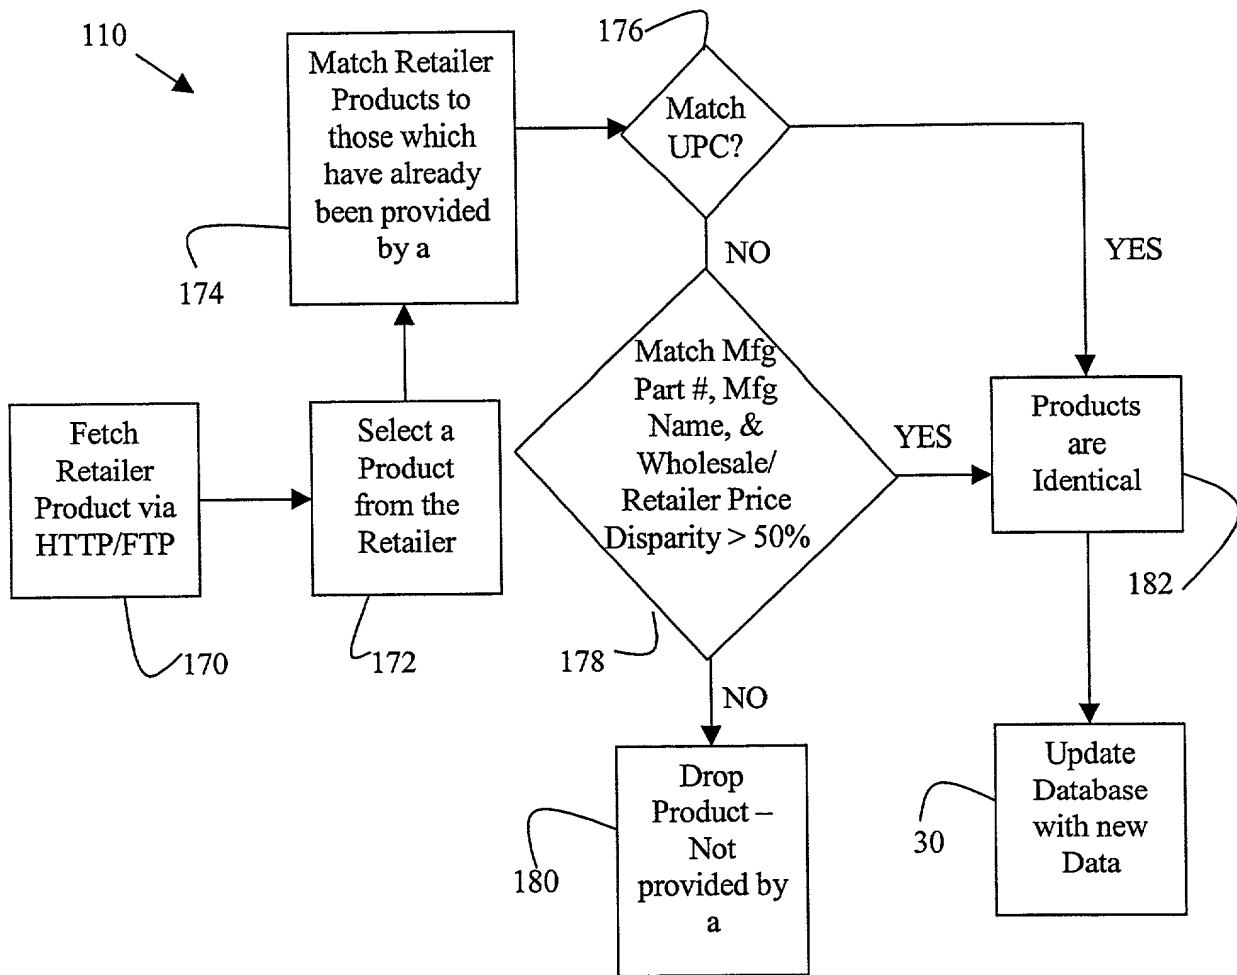 110
Match Retailer
Products to
those which
have already
been provided
by a
174
176
Match
UPC?
NO
YES
Fetch
Retailer
Product via
HTTP/FTP
170
Select a
Product
from the
Retailer
172
Match Mfg
Part #, Mfg
Name, &
Wholesale/
Retailer Price
Disparity > 50%
178
YES
NO
Products
are
Identical
182
Drop
Product –
Not
provided by
a
180
Update
Database
with new
Data
30